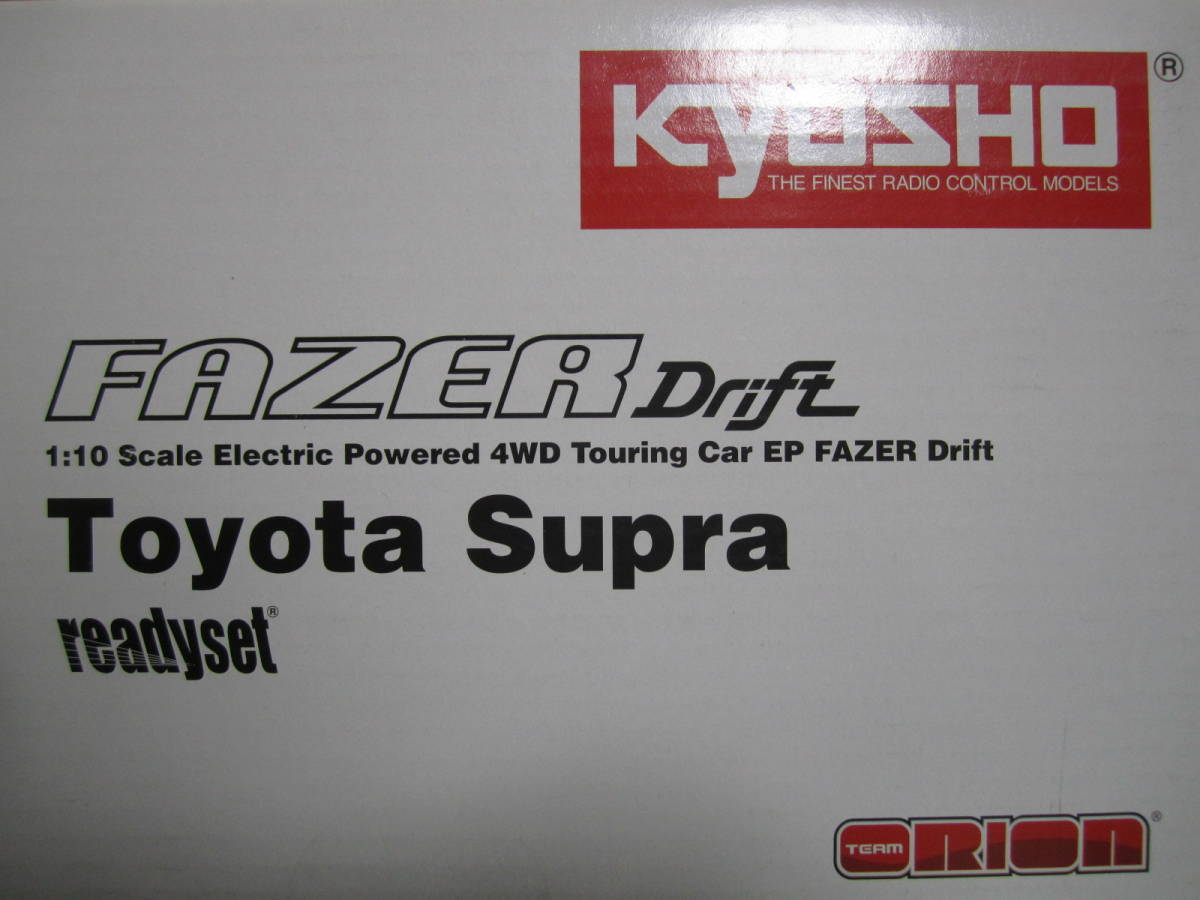 KYOSHO ®
THE FINEST RADIO CONTROL MODELS
FAZER Drift
1:10 Scale Electric Powered 4WD Touring Car EP FAZER Drift
Toyota Supra
readyset®
TEAM ORION®